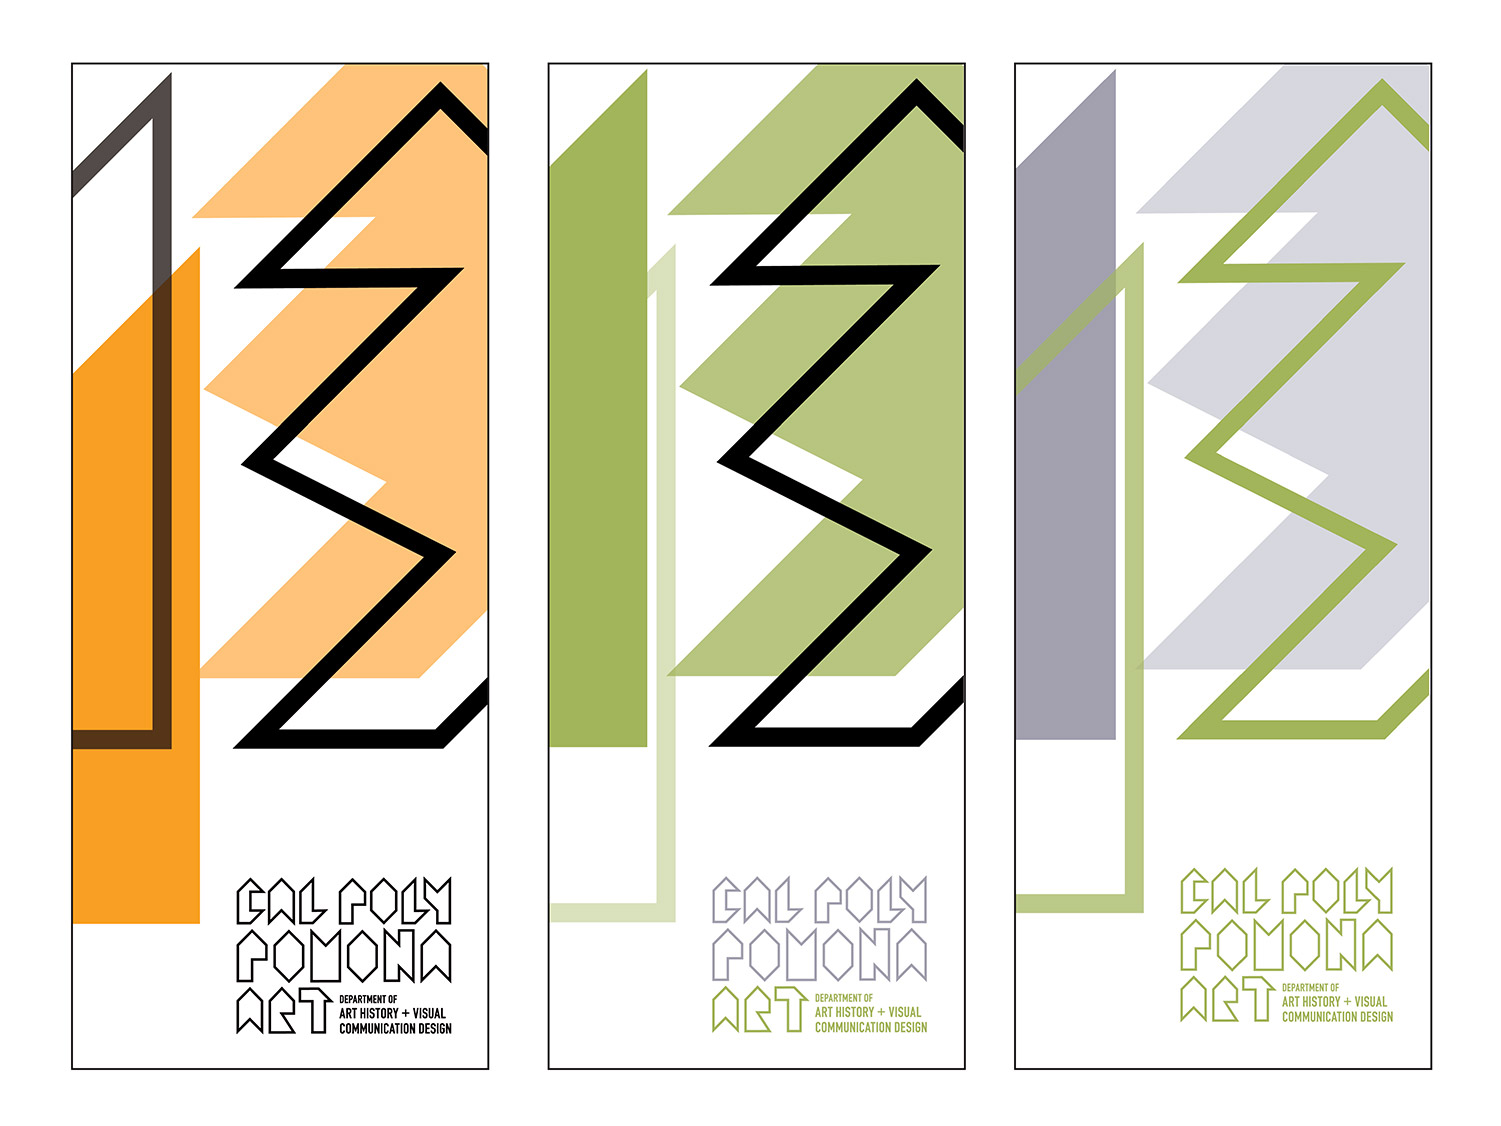 CAL POLY
POMONA
ART
DEPARTMENT OF
ART HISTORY + VISUAL
COMMUNICATION DESIGN
CAL POLY
POMONA
ART
DEPARTMENT OF
ART HISTORY + VISUAL
COMMUNICATION DESIGN
CAL POLY
POMONA
ART
DEPARTMENT OF
ART HISTORY + VISUAL
COMMUNICATION DESIGN